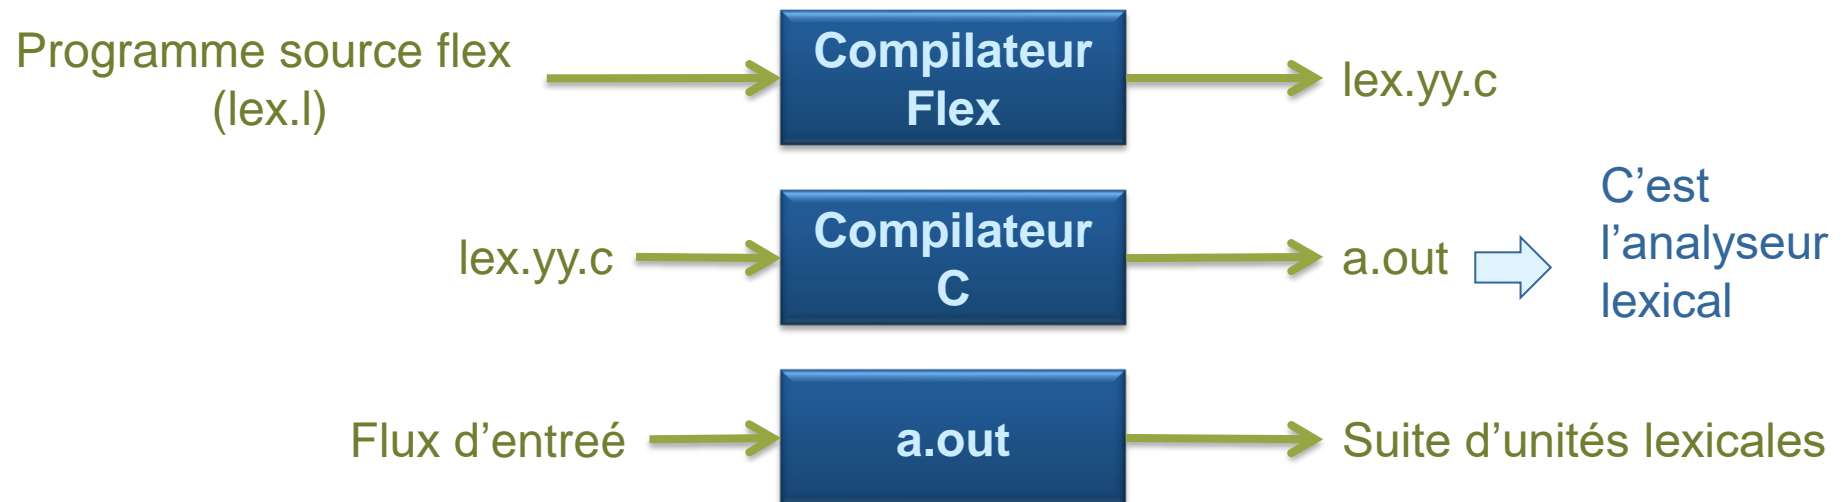 Programme source flex
(lex.l)
Compilateur
Flex
lex.yy.c
lex.yy.c
Compilateur
C
a.out
C’est
l’analyseur
lexical
Flux d’entreé
a.out
Suite d’unités lexicales